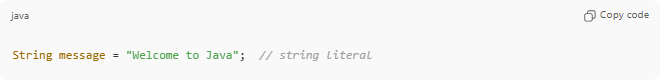 java
Copy code
String message = "Welcome to Java";  // string literal